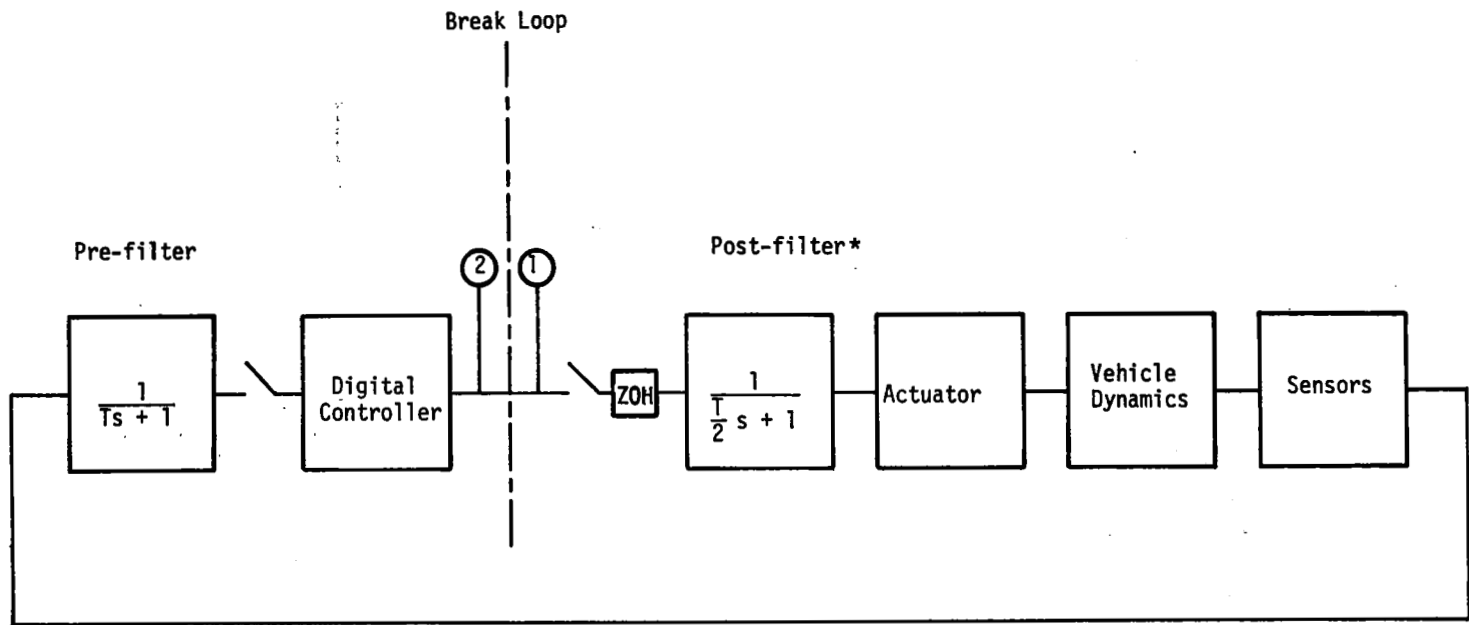 Break Loop
Pre-filter
2
1
Post-filter*
1
Ts + 1
Digital
Controller
ZOH
1
T
2
s + 1
Actuator
Vehicle
Dynamics
Sensors